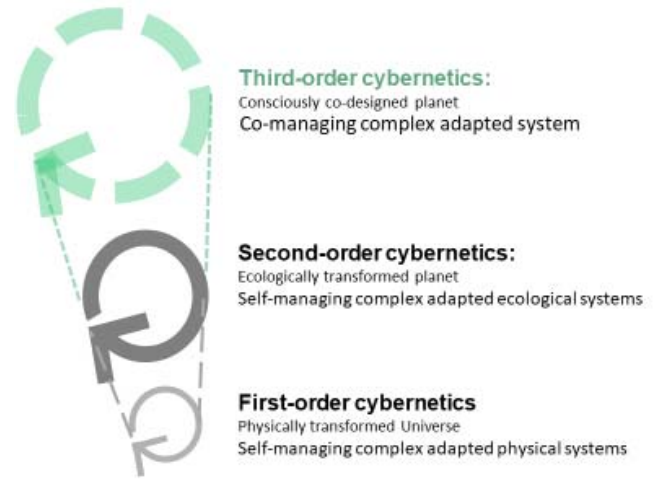 Third-order cybernetics:
Consciously co-designed planet
Co-managing complex adapted system
Second-order cybernetics:
Ecologically transformed planet
Self-managing complex adapted ecological systems
First-order cybernetics
Physically transformed Universe
Self-managing complex adapted physical systems